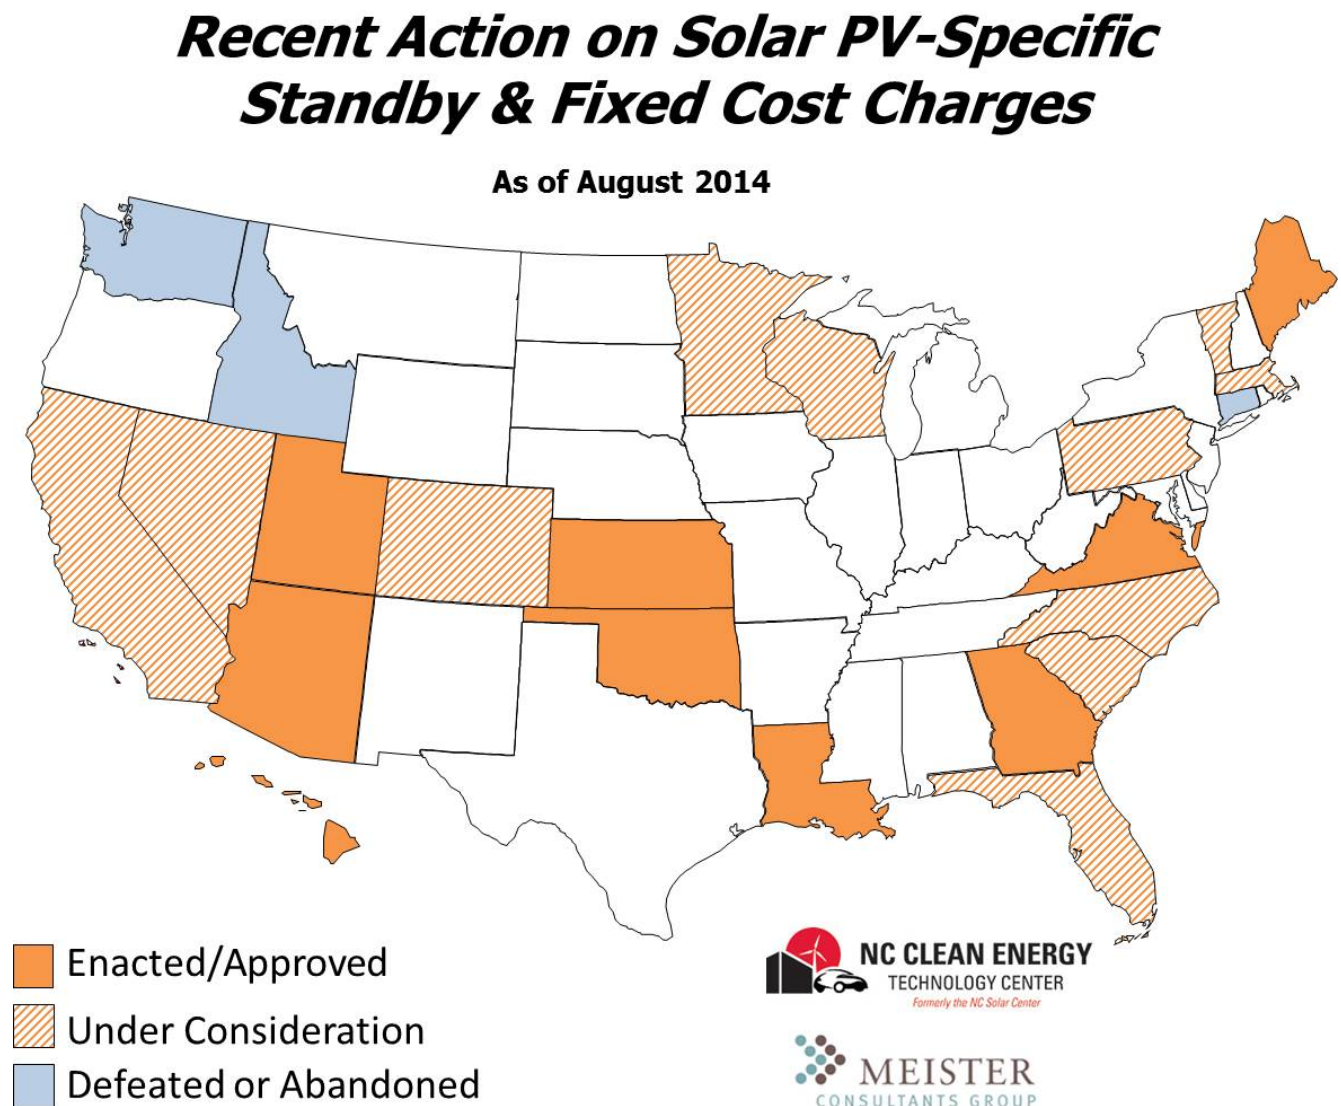 Recent Action on Solar PV-Specific
Standby & Fixed Cost Charges
As of August 2014
Enacted/Approved
Under Consideration
Defeated or Abandoned
NC CLEAN ENERGY
TECHNOLOGY CENTER
Formerly the NC Solar Center
MEISTER
CONSULTANTS GROUP